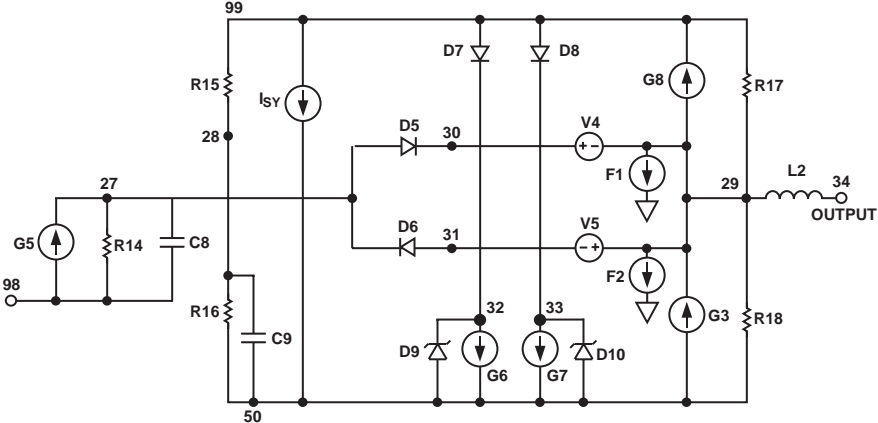 99
D7
D8
R15
ISY
G8
R17
28
D5
30
V4
F1
27
29
L2
34
OUTPUT
G5
R14
C8
D6
31
V5
98
F2
R16
C9
32
33
G3
R18
D9
G6
G7
D10
50